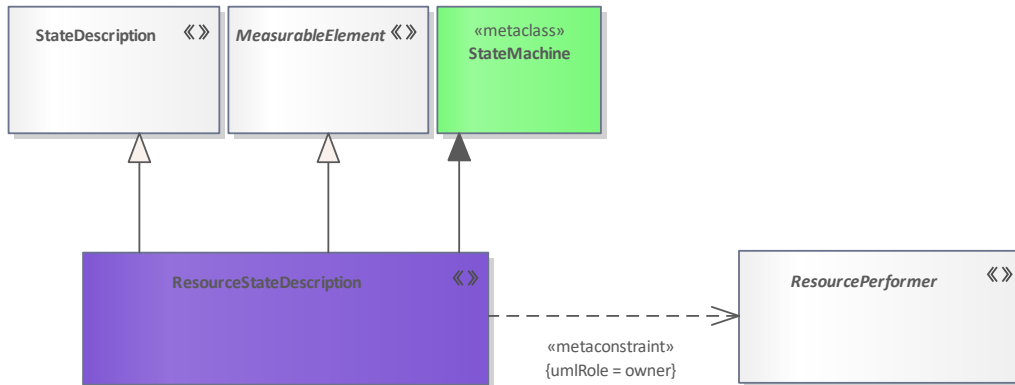 StateDescription «»
MeasurableElement «»
«metaclass»
StateMachine
ResourceStateDescription «»
ResourcePerformer «»
«metaconstraint»
{umlRole = owner}